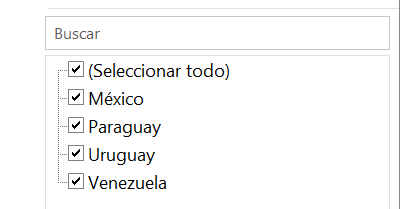 Buscar
(Seleccionar todo)
México
Paraguay
Uruguay
Venezuela